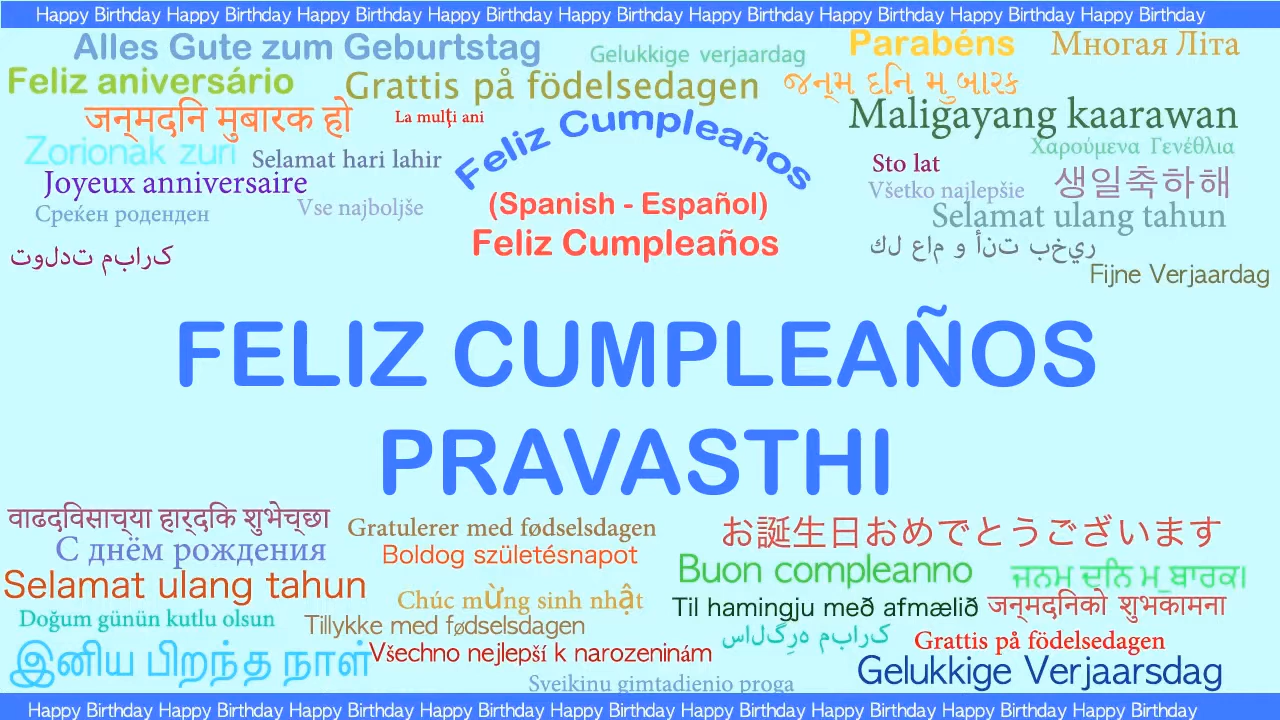 Happy Birthday Happy Birthday Happy Birthday Happy Birthday Happy Birthday Happy Birthday Happy Birthday Happy Birthday Happy Birthday
Alles Gute zum Geburtstag
Gelukkige verjaardag
Parabéns
Многая Літа
Feliz aniversário
Grattis på födelsedagen
જન્મ દિન મુબારક
जन्मदिन मुबारक हो
La mulţi ani
Feliz Cumpleaños
Maligayang kaarawan
Zorionak zuri
Selamat hari lahir
Sto lat
Χαρούμενα Γενέθλια
Joyeux anniversaire
(Spanish - Español)
Všetko najlepšie
생일축하해
Среќен роденден
Vse najboljše
Selamat ulang tahun
تولدت مبارک
Feliz Cumpleaños
كل عام و أنت بخير
Fijne Verjaardag
FELIZ CUMPLEAÑOS
PRAVASTHI
वाढदिवसाच्या हार्दिक शुभेच्छा
Gratulerer med fødselsdagen
お誕生日おめでとうございます
С днём рождения
Boldog születésnapot
Buon compleanno
ਜਨਮ ਦਿਨ ਮੁਬਾਰਕ।
Selamat ulang tahun
Chúc mừng sinh nhật
Til hamingju með afmælið
जन्मदिनको शुभकामना
Doğum günün kutlu olsun
Tillykke med fødselsdagen
سالگرہ مبارک
Grattis på födelsedagen
இனிய பிறந்த நாள்
Všechno nejlepší k narozeninám
Gelukkige Verjaarsdag
Sveikinu gimtadienio proga
Happy Birthday Happy Birthday Happy Birthday Happy Birthday Happy Birthday Happy Birthday Happy Birthday Happy Birthday Happy Birthday